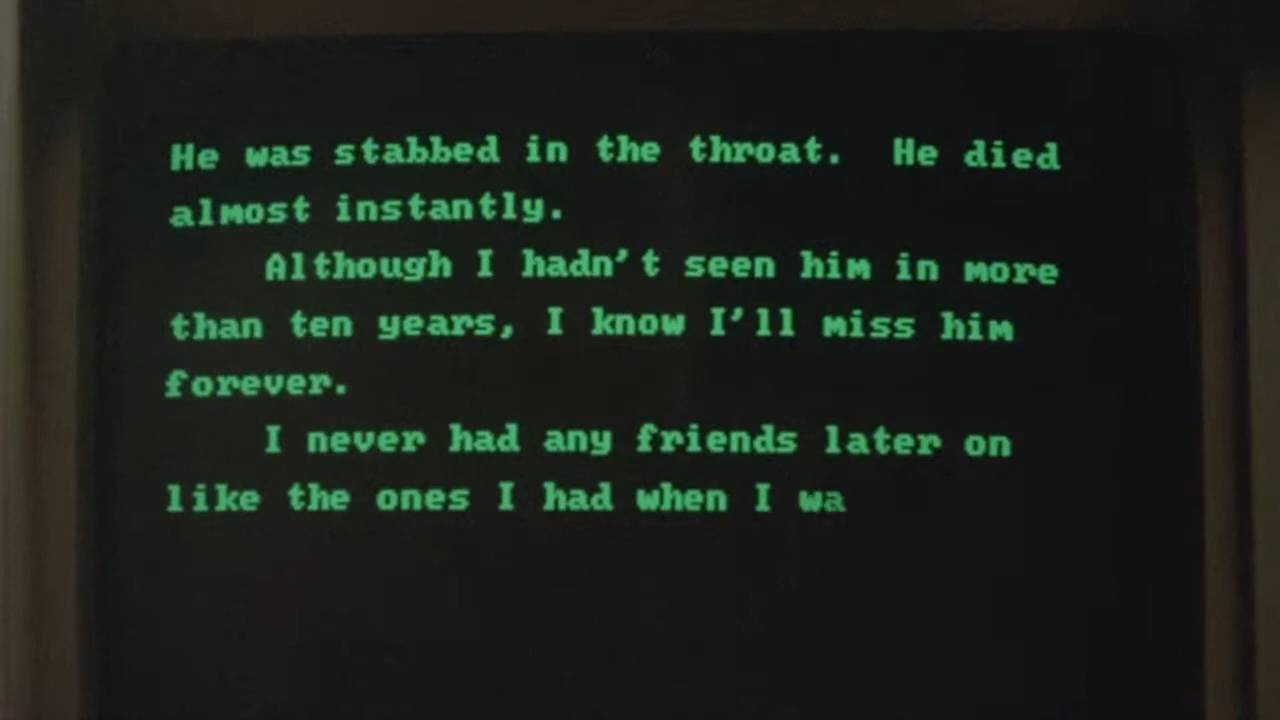 He was stabbed in the throat.  He died
almost instantly.
Although I hadn't seen him in more
than ten years, I know I'll miss him
forever.
I never had any friends later on
like the ones I had when I wa